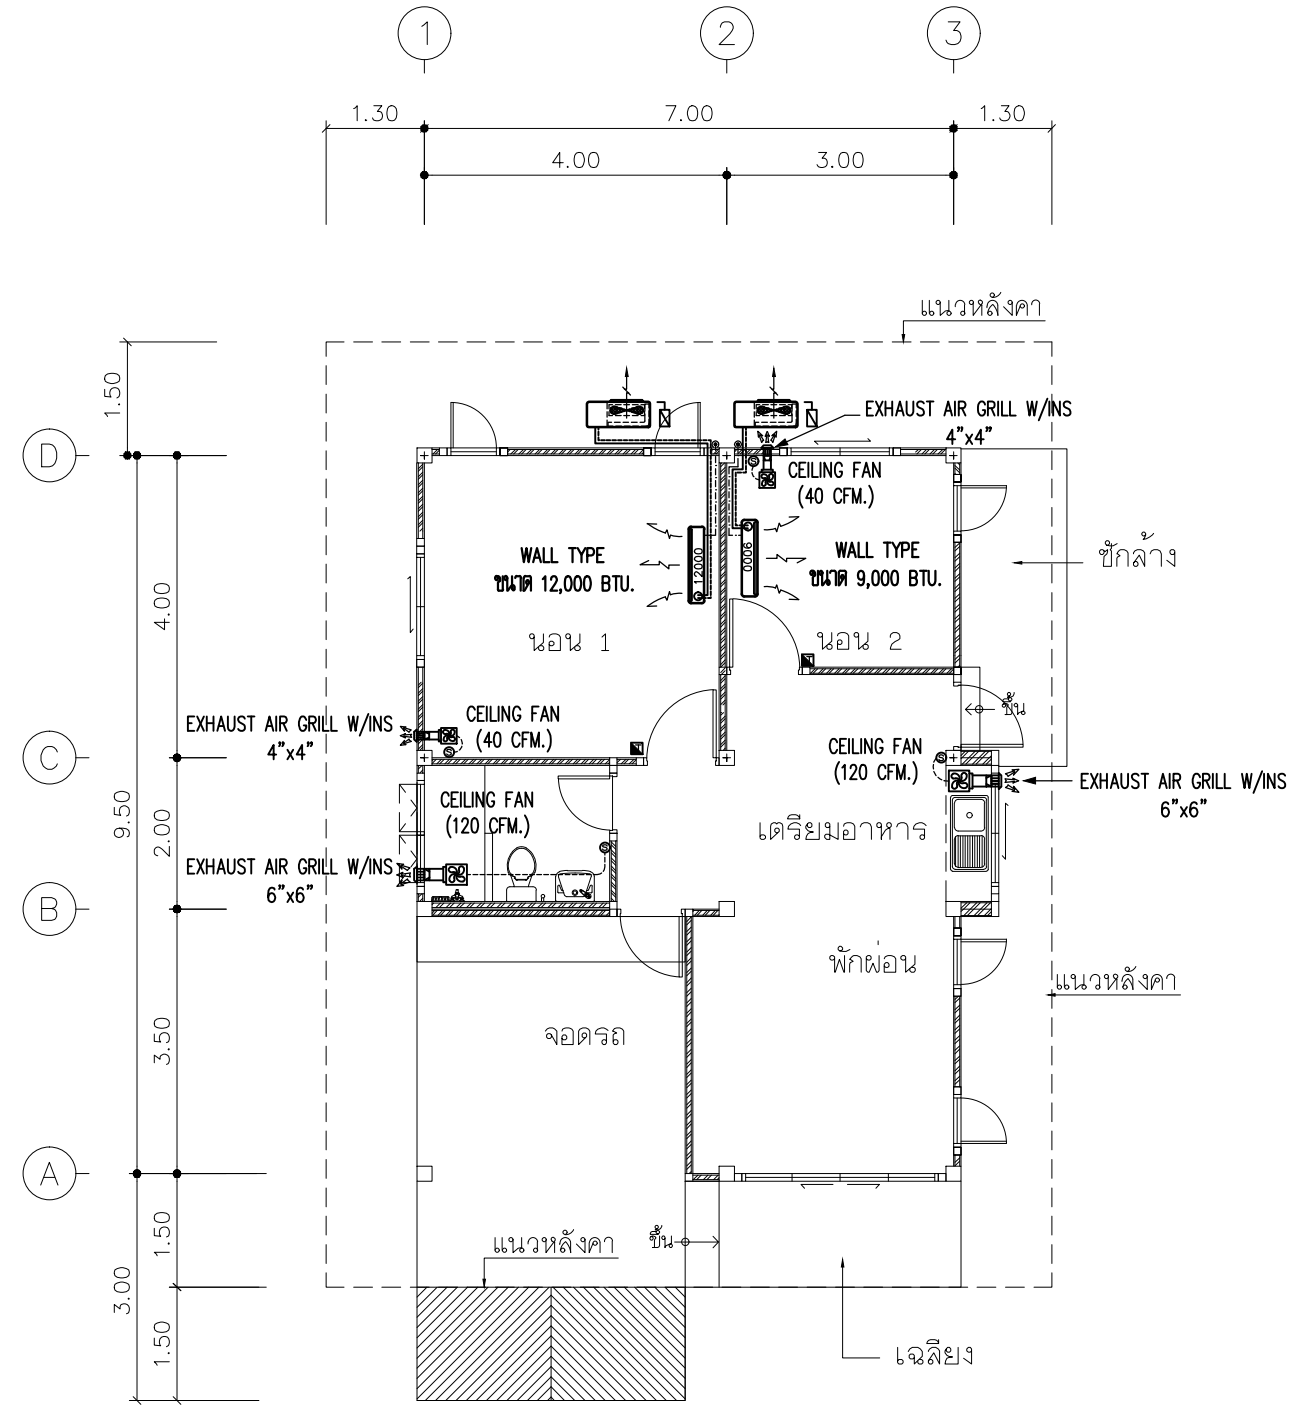 1
2
3
1.30
7.00
1.30
4.00
3.00
แนวหลังคา
1.50
EXHAUST AIR GRILL W/INS
4"x4"
D
CEILING FAN
(40 CFM.)
WALL TYPE
ขนาด 12,000 BTU.
12000
9000
WALL TYPE
ขนาด 9,000 BTU.
ซักล้าง
4.00
นอน 1
นอน 2
ขึ้น
EXHAUST AIR GRILL W/INS
4"x4"
CEILING FAN
(40 CFM.)
S
S
C
CEILING FAN
(120 CFM.)
S
EXHAUST AIR GRILL W/INS
6"x6"
9.50
2.00
CEILING FAN
(120 CFM.)
เตรียมอาหาร
S
EXHAUST AIR GRILL W/INS
6"x6"
B
พักผ่อน
แนวหลังคา
3.50
จอดรถ
A
1.50
แนวหลังคา
ขึ้น
3.00
1.50
เฉลียง